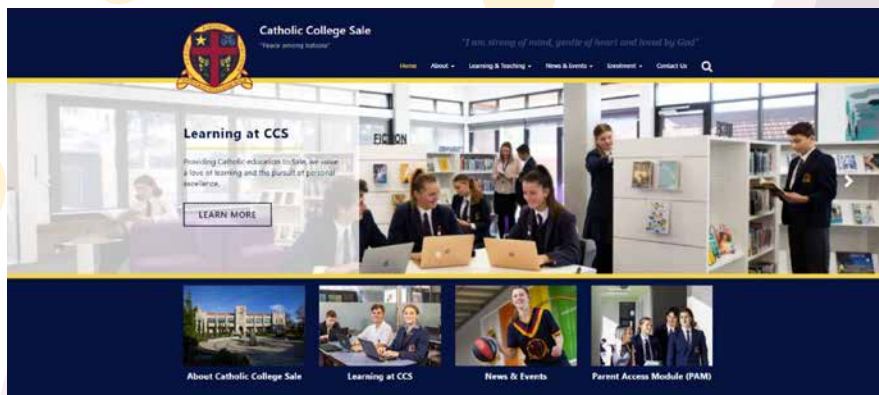 Catholic College Sale
"Peace among nations"
"I am strong of mind, gentle of heart and loved by God"
Home About Learning & Teaching News & Events Enrolment Contact Us
Learning at CCS
Providing Catholic education to Sale, we value
a love of learning and the pursuit of personal
excellence.
LEARN MORE
FICTION
About Catholic College Sale
Learning at CCS
News & Events
Parent Access Module (PAM)